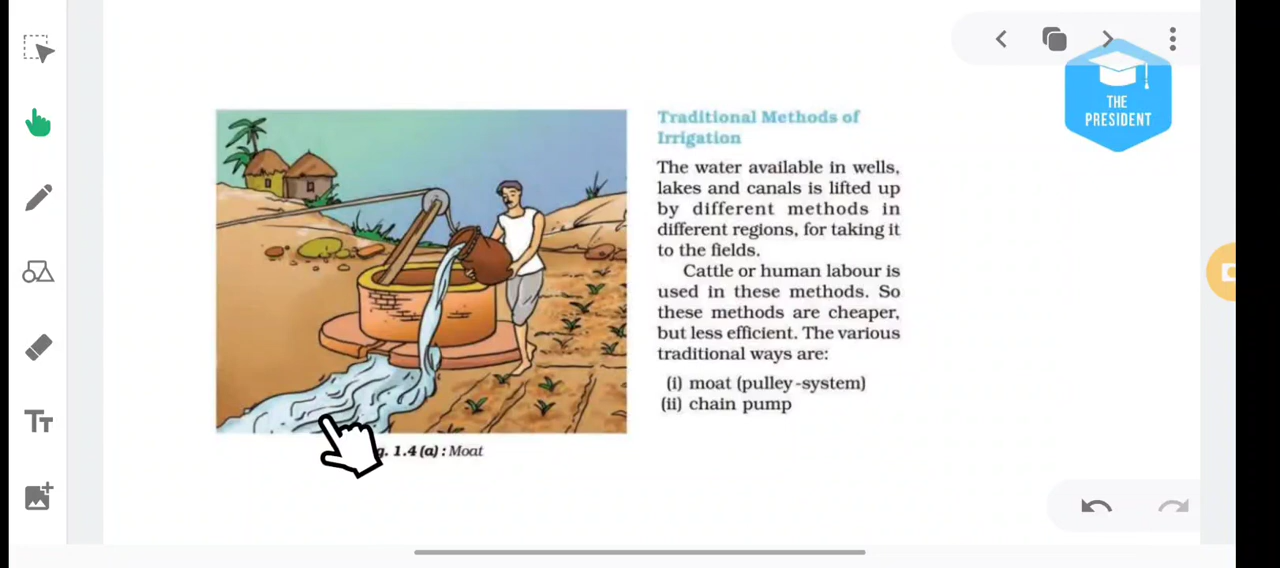 THE
PRESIDENT
Traditional Methods of
Irrigation
The water available in wells,
lakes and canals is lifted up
by different methods in
different regions, for taking it
to the fields.
Cattle or human labour is
used in these methods. So
these methods are cheaper,
but less efficient. The various
traditional ways are:
(i) moat (pulley-system)
(ii) chain pump
g. 1.4 (a) : Moat
Tт